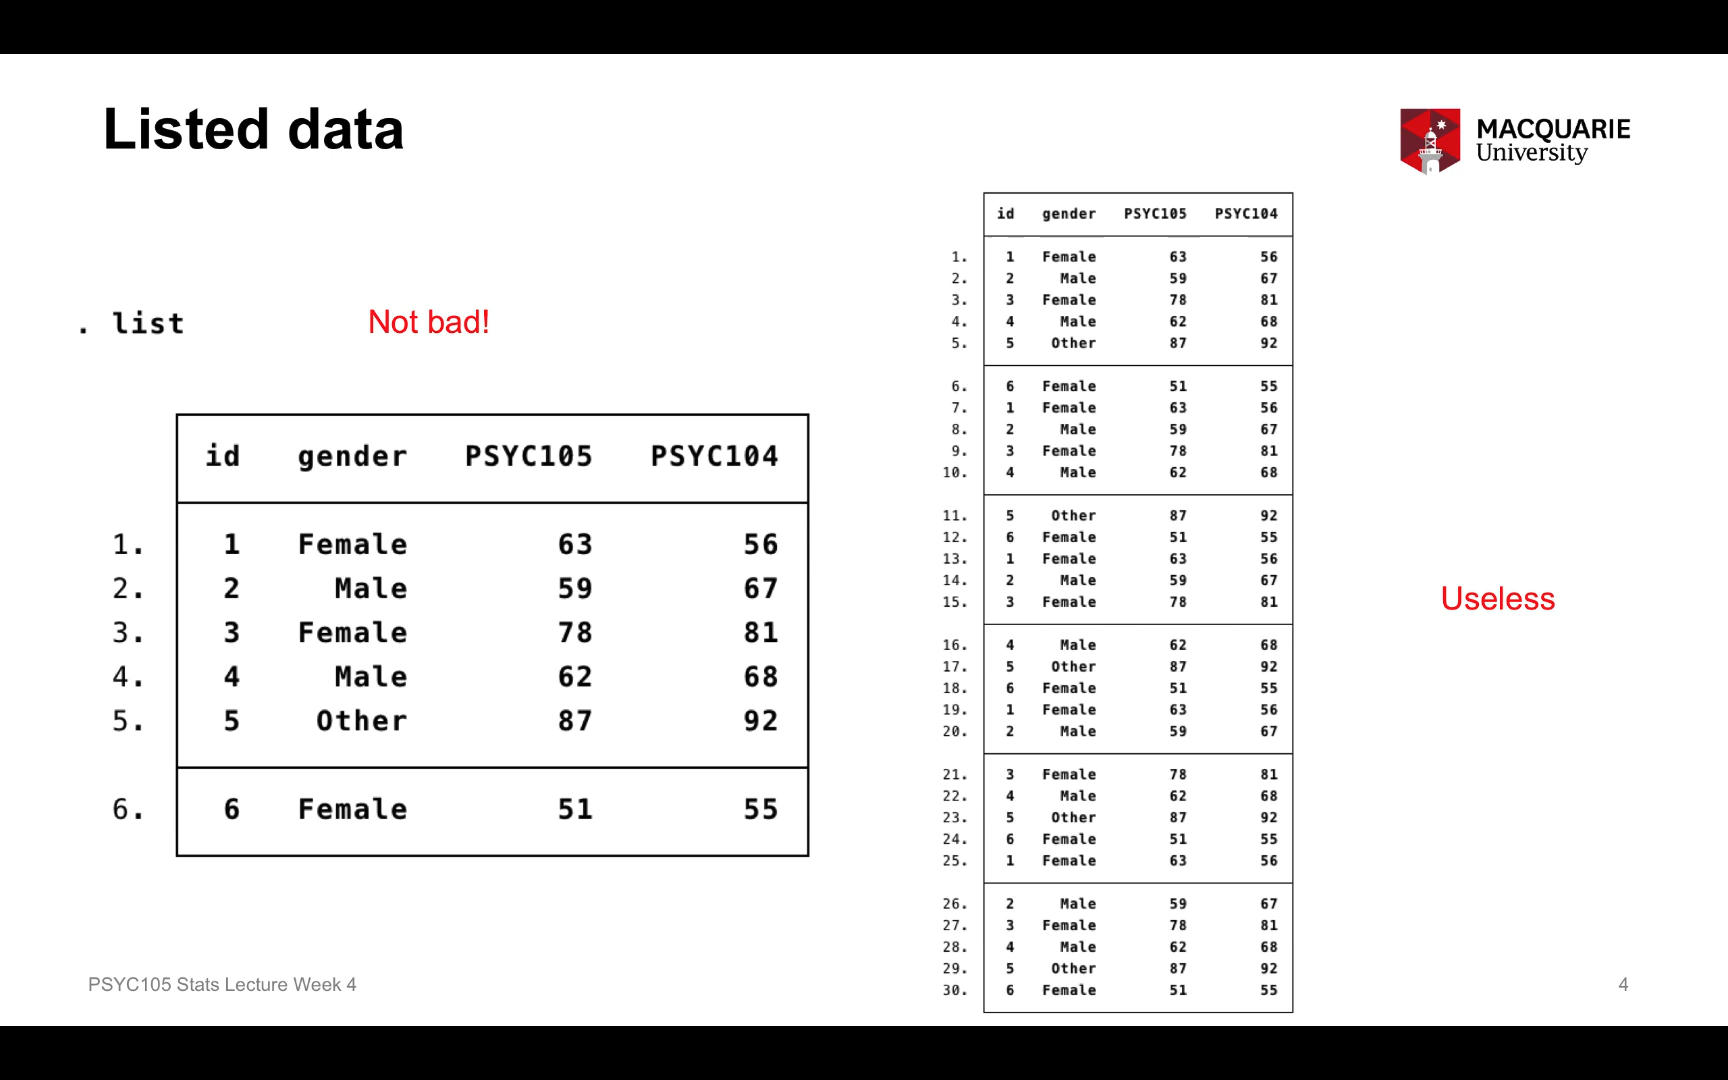 Listed data
MACQUARIE
University
. list
Not bad!
id gender PSYC105 PSYC104
1. 1 Female 63 56
2. 2 Male 59 67
3. 3 Female 78 81
4. 4 Male 62 68
5. 5 Other 87 92
6. 6 Female 51 55
id gender PSYC105 PSYC104
1. 1 Female 63 56
2. 2 Male 59 67
3. 3 Female 78 81
4. 4 Male 62 68
5. 5 Other 87 92
6. 6 Female 51 55
7. 1 Female 63 56
8. 2 Male 59 67
9. 3 Female 78 81
10. 4 Male 62 68
11. 5 Other 87 92
12. 6 Female 51 55
13. 1 Female 63 56
14. 2 Male 59 67
15. 3 Female 78 81
16. 4 Male 62 68
17. 5 Other 87 92
18. 6 Female 51 55
19. 1 Female 63 56
20. 2 Male 59 67
21. 3 Female 78 81
22. 4 Male 62 68
23. 5 Other 87 92
24. 6 Female 51 55
25. 1 Female 63 56
26. 2 Male 59 67
27. 3 Female 78 81
28. 4 Male 62 68
29. 5 Other 87 92
30. 6 Female 51 55
Useless
PSYC105 Stats Lecture Week 4
4